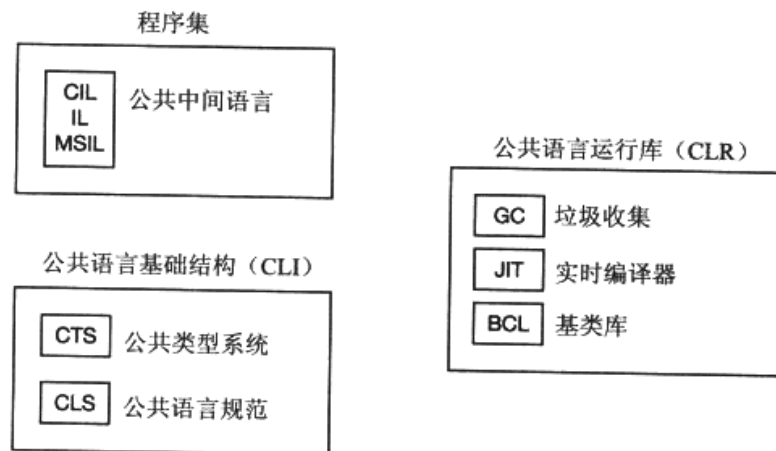 程序集
CIL
IL
MSIL
公共中间语言
公共语言基础结构（CLI）
CTS 公共类型系统
CLS 公共语言规范
公共语言运行库（CLR）
GC 垃圾收集
JIT 实时编译器
BCL 基类库